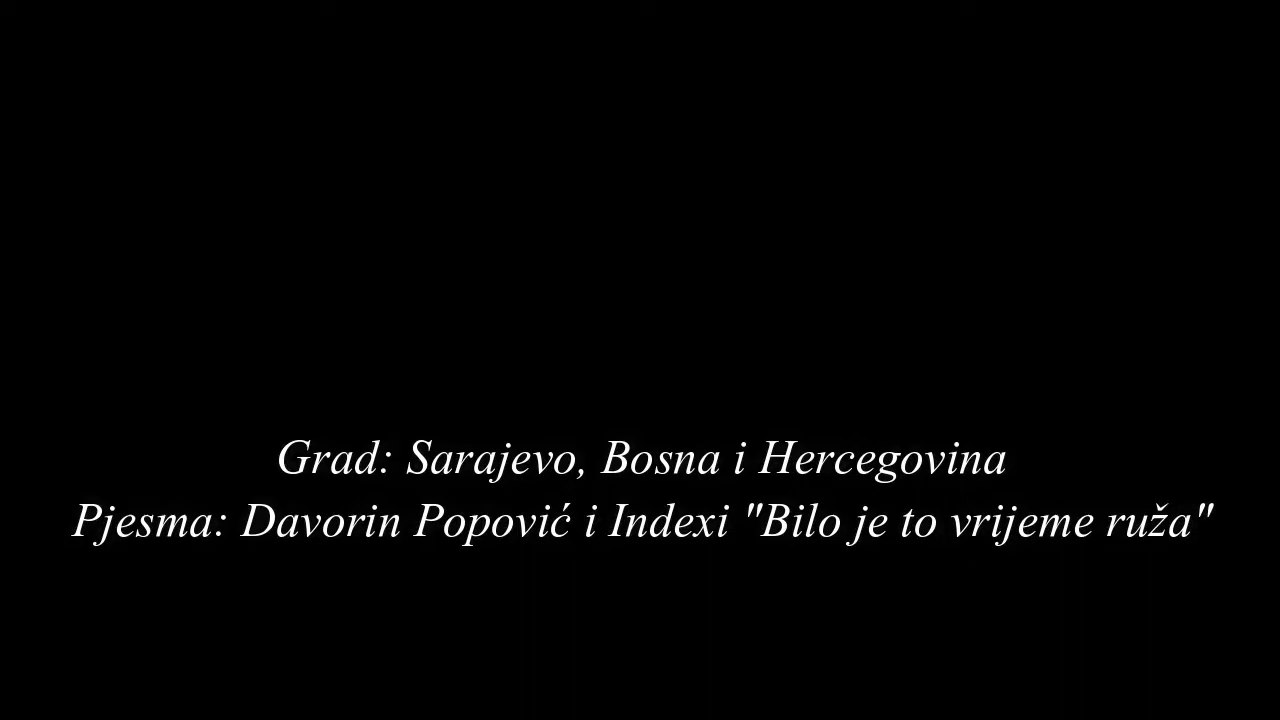 Grad: Sarajevo, Bosna i Hercegovina
Pjesma: Davorin Popović i Indexi "Bilo je to vrijeme ruža"